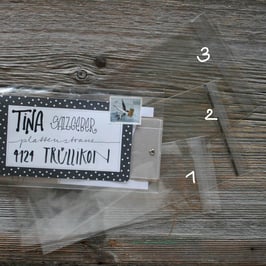 TINA SALZGEBER
plattenstrasse
9124 TRÜLLIKON
3
2
1